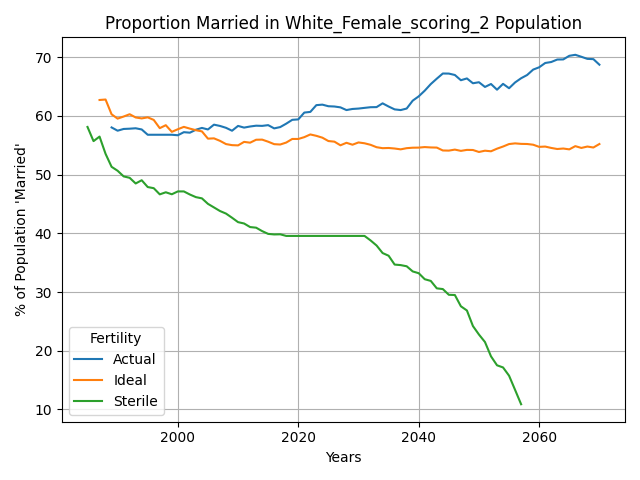 Proportion Married in White_Female_scoring_2 Population
% of Population 'Married'
70
60
50
40
30
20
10
Fertility
Actual
Ideal
Sterile
2000
2020
2040
2060
Years